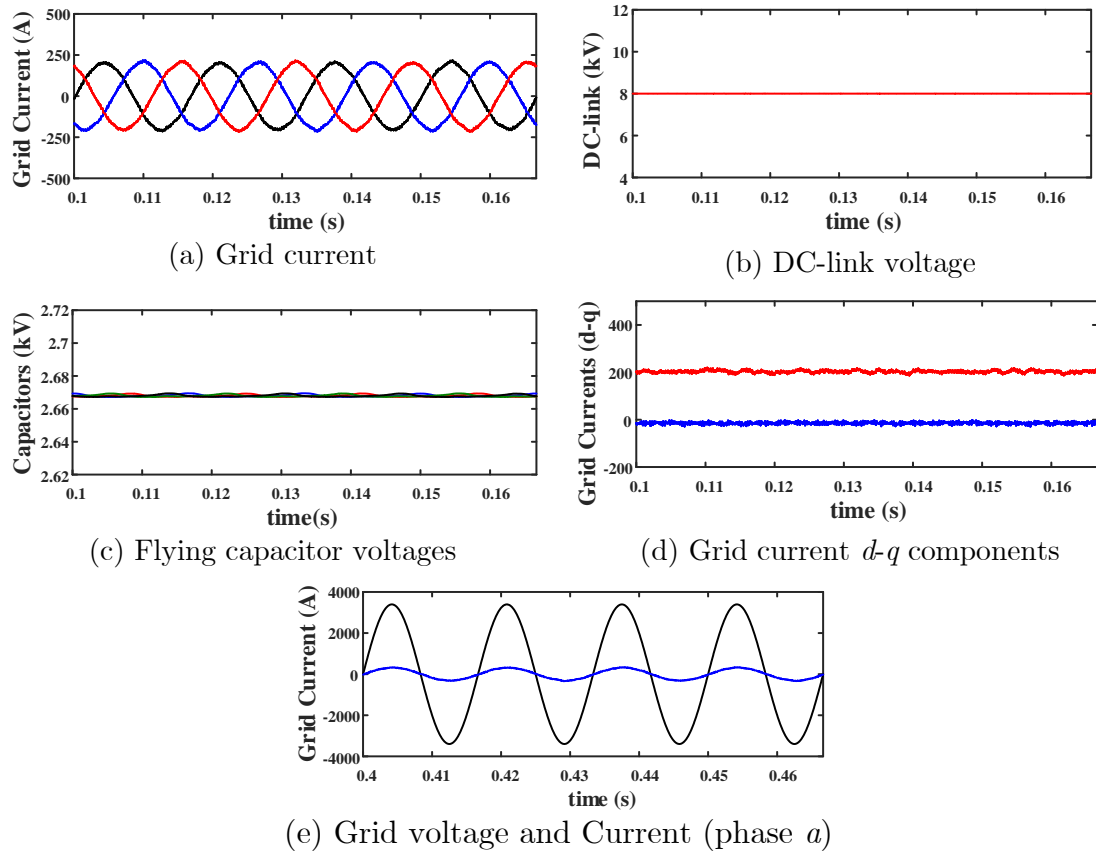 500
250
0
-250
-500
Grid Current (A)
0.1 0.11 0.12 0.13 0.14 0.15 0.16
time (s)
(a) Grid current
12
10
8
6
4
DC-link (kV)
0.1 0.11 0.12 0.13 0.14 0.15 0.16
time (s)
(b) DC-link voltage
2.72
2.7
2.68
2.66
2.64
2.62
Capacitors (kV)
0.1 0.11 0.12 0.13 0.14 0.15 0.16
time(s)
(c) Flying capacitor voltages
400
200
0
-200
Grid Currents (d-q)
0.1 0.11 0.12 0.13 0.14 0.15 0.16
time (s)
(d) Grid current d-q components
4000
2000
0
-2000
-4000
Grid Current (A)
0.4 0.41 0.42 0.43 0.44 0.45 0.46
time (s)
(e) Grid voltage and Current (phase a)